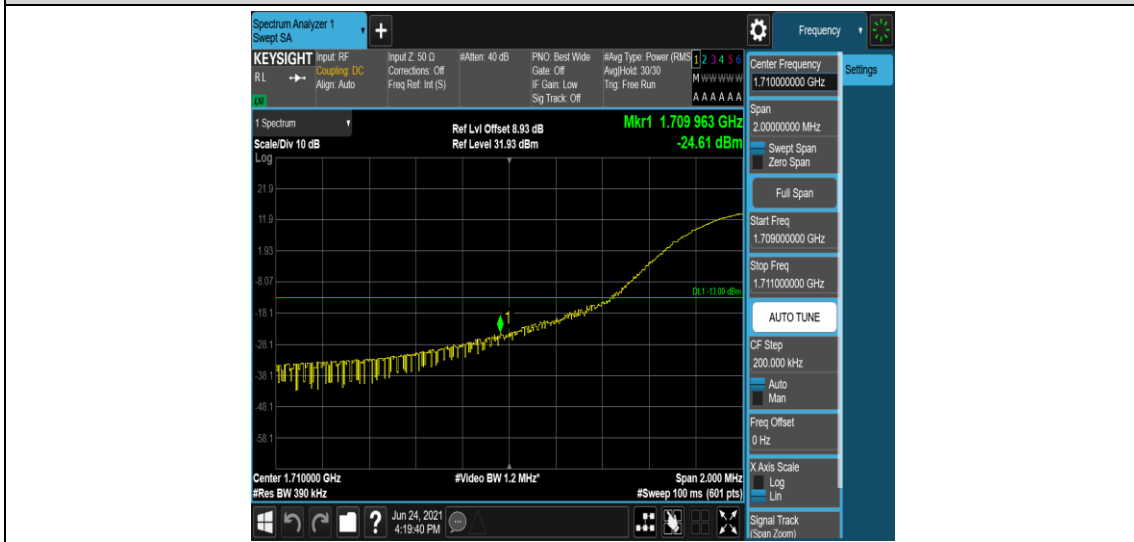 Spectrum Analyzer 1
Swept SA
+
Frequency
KEYSIGHT
RL
Input: RF
Coupling: DC
Align: Auto
Input Z: 50 Ω
Corrections: Off
Freq Ref: Int (S)
#Atten: 40 dB
PNO: Best Wide
Gate: Off
IF Gain: Low
Sig Track: Off
#Avg Type: Power (RMS
Avg|Hold: 30/30
Trig: Free Run
1 2 3 4 5 6
M W W W W W
A A A A A A
1 Spectrum
Scale/Div 10 dB
Ref Lvl Offset 8.93 dB
Ref Level 31.93 dBm
Mkr1 1.709 963 GHz
-24.61 dBm
Log
21.9
11.9
1.93
-8.07
-18.1
-28.1
-38.1
-48.1
-58.1
DL1 -13.00 dBm
1
Center 1.710000 GHz
#Res BW 390 kHz
#Video BW 1.2 MHz*
Span 2.000 MHz
#Sweep 100 ms (601 pts)
?
Jun 24, 2021
4:19:40 PM
Center Frequency
1.710000000 GHz
Settings
Span
2.00000000 MHz
Swept Span
Zero Span
Full Span
Start Freq
1.709000000 GHz
Stop Freq
1.711000000 GHz
AUTO TUNE
CF Step
200.000 kHz
Auto
Man
Freq Offset
0 Hz
X Axis Scale
Log
Lin
Signal Track
(Span Zoom)